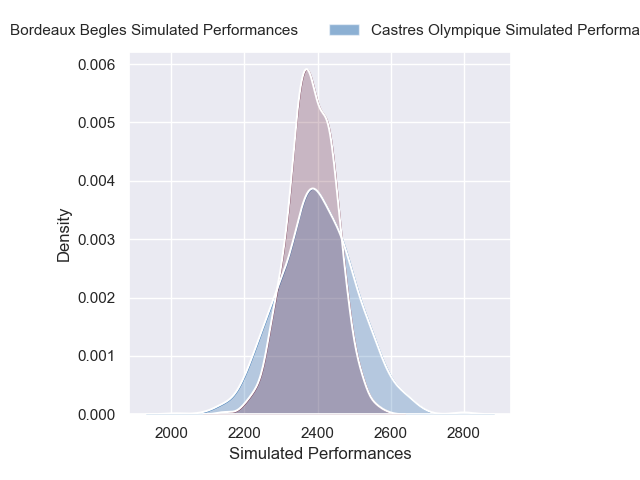 Bordeaux Begles Simulated Performances Castres Olympique Simulated Performa
0.006
0.005
0.004
0.003
0.002
0.001
0.000
Density
2000 2200 2400 2600 2800
Simulated Performances